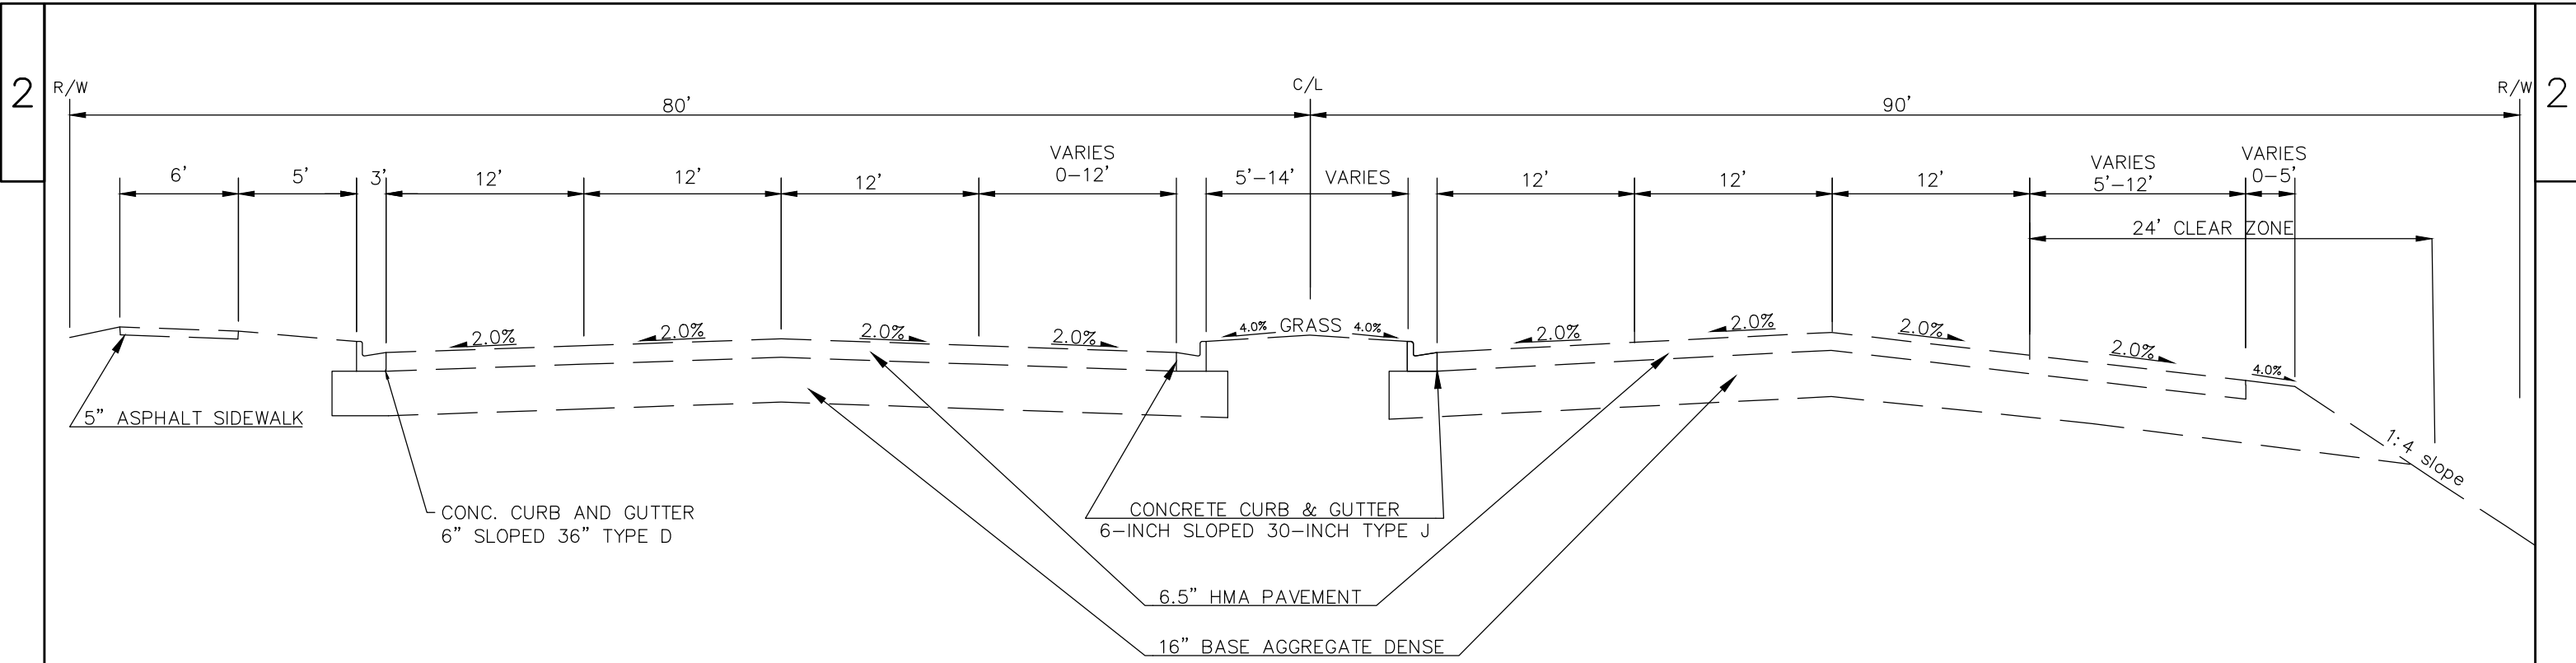 2
2
R/W
C/L
R/W
80'
90'
6'
5'
3'
12'
12'
12'
VARIES
0-12'
5'-14' VARIES
12'
12'
12'
VARIES
5'-12'
VARIES
0-5'
24' CLEAR ZONE
2.0%
2.0%
2.0%
2.0%
4.0% GRASS 4.0%
2.0%
2.0%
2.0%
2.0%
4.0%
5" ASPHALT SIDEWALK
1:4 slope
CONC. CURB AND GUTTER
6" SLOPED 36" TYPE D
CONCRETE CURB & GUTTER
6-INCH SLOPED 30-INCH TYPE J
6.5" HMA PAVEMENT
16" BASE AGGREGATE DENSE